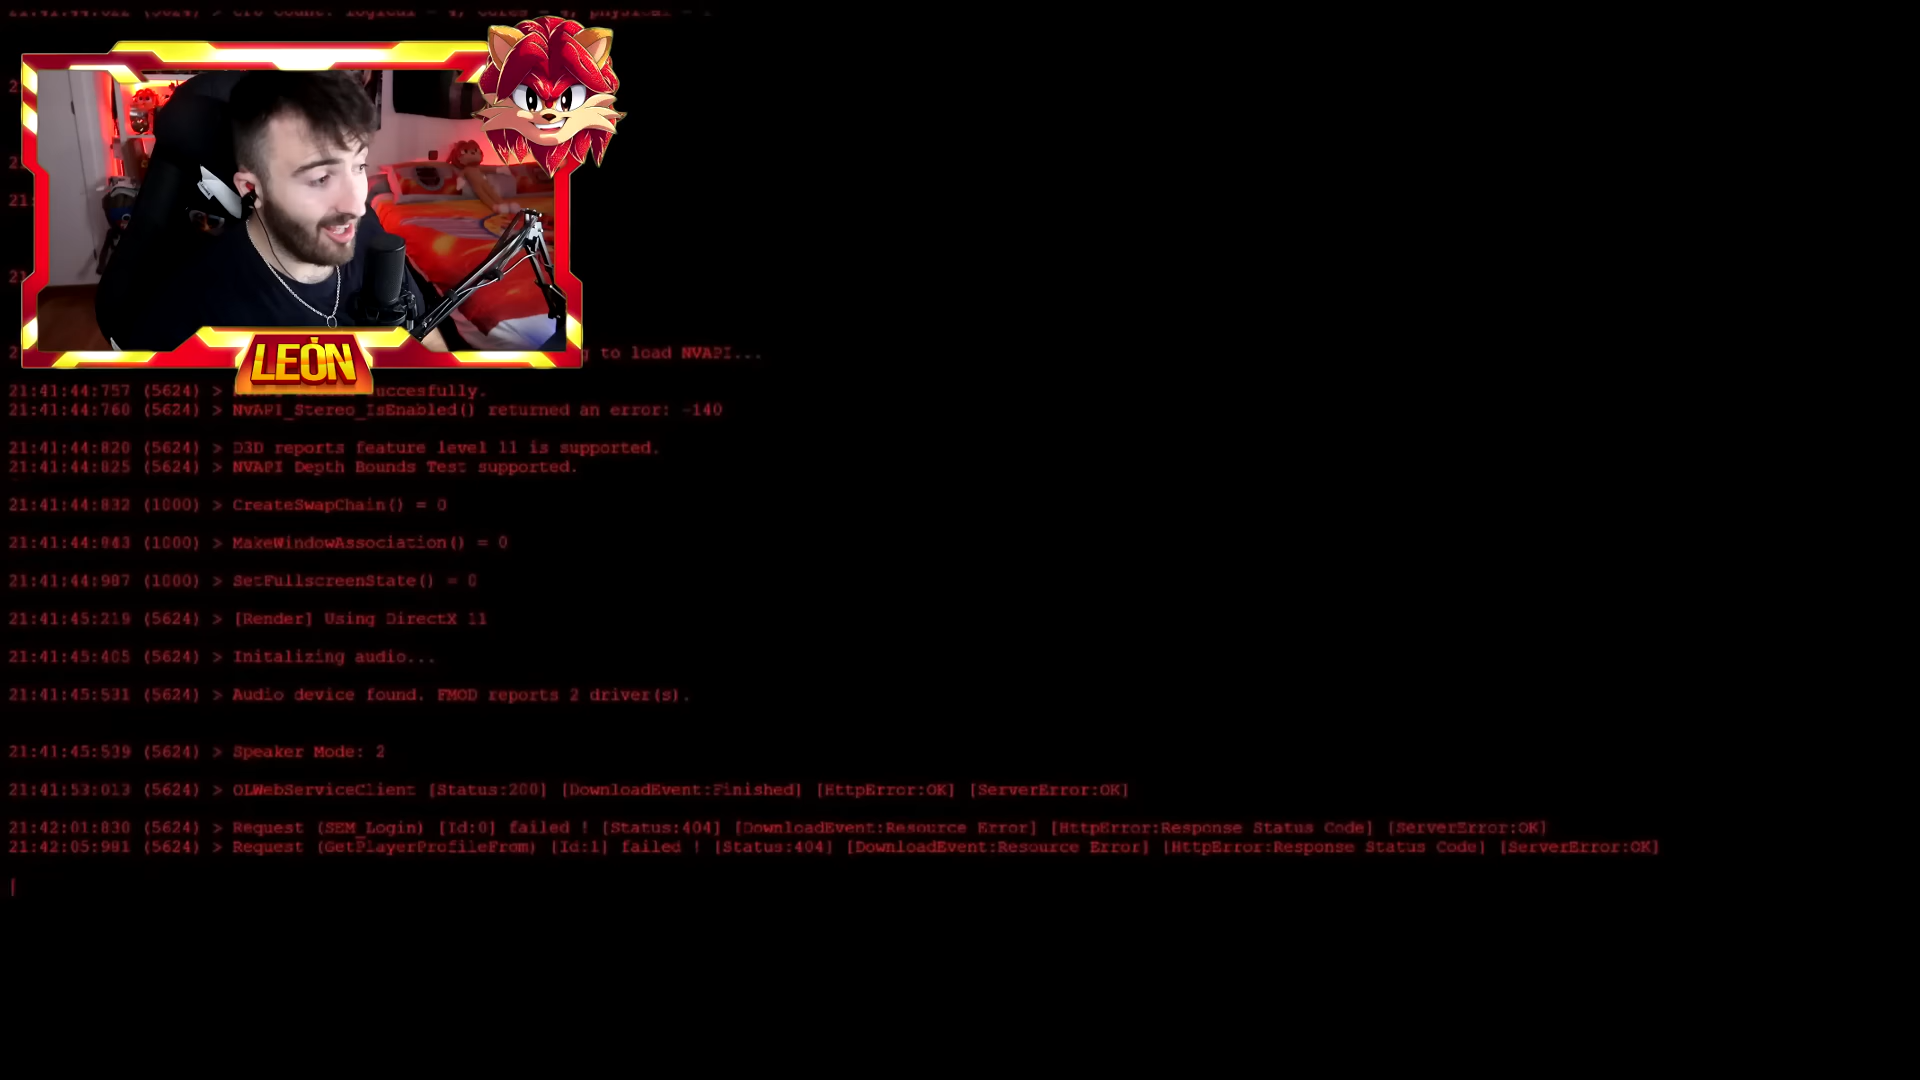 to load NVAPI...
LEÓN
21:41:44:757 (5624) > uccesfully.
21:41:44:760 (5624) > NvAPI_Stereo_IsEnabled() returned an error: -140
21:41:44:820 (5624) > D3D reports feature level 11 is supported.
21:41:44:825 (5624) > NVAPI Depth Bounds Test supported.
21:41:44:832 (1000) > CreateSwapChain() = 0
21:41:44:843 (1000) > MakeWindowAssociation() = 0
21:41:44:987 (1000) > SetFullscreenState() = 0
21:41:45:219 (5624) > [Render] Using DirectX 11
21:41:45:405 (5624) > Initalizing audio...
21:41:45:531 (5624) > Audio device found. FMOD reports 2 driver(s).
21:41:45:539 (5624) > Speaker Mode: 2
21:41:53:013 (5624) > OLWebServiceClient [Status:200] [DownloadEvent:Finished] [HttpError:OK] [ServerError:OK]
21:42:01:830 (5624) > Request (SEM_Login) [Id:0] failed ! [Status:404] [DownloadEvent:Resource Error] [HttpError:Response Status Code] [ServerError:OK]
21:42:05:981 (5624) > Request (GetPlayerProfileFrom) [Id:1] failed ! [Status:404] [DownloadEvent:Resource Error] [HttpError:Response Status Code] [ServerError:OK]